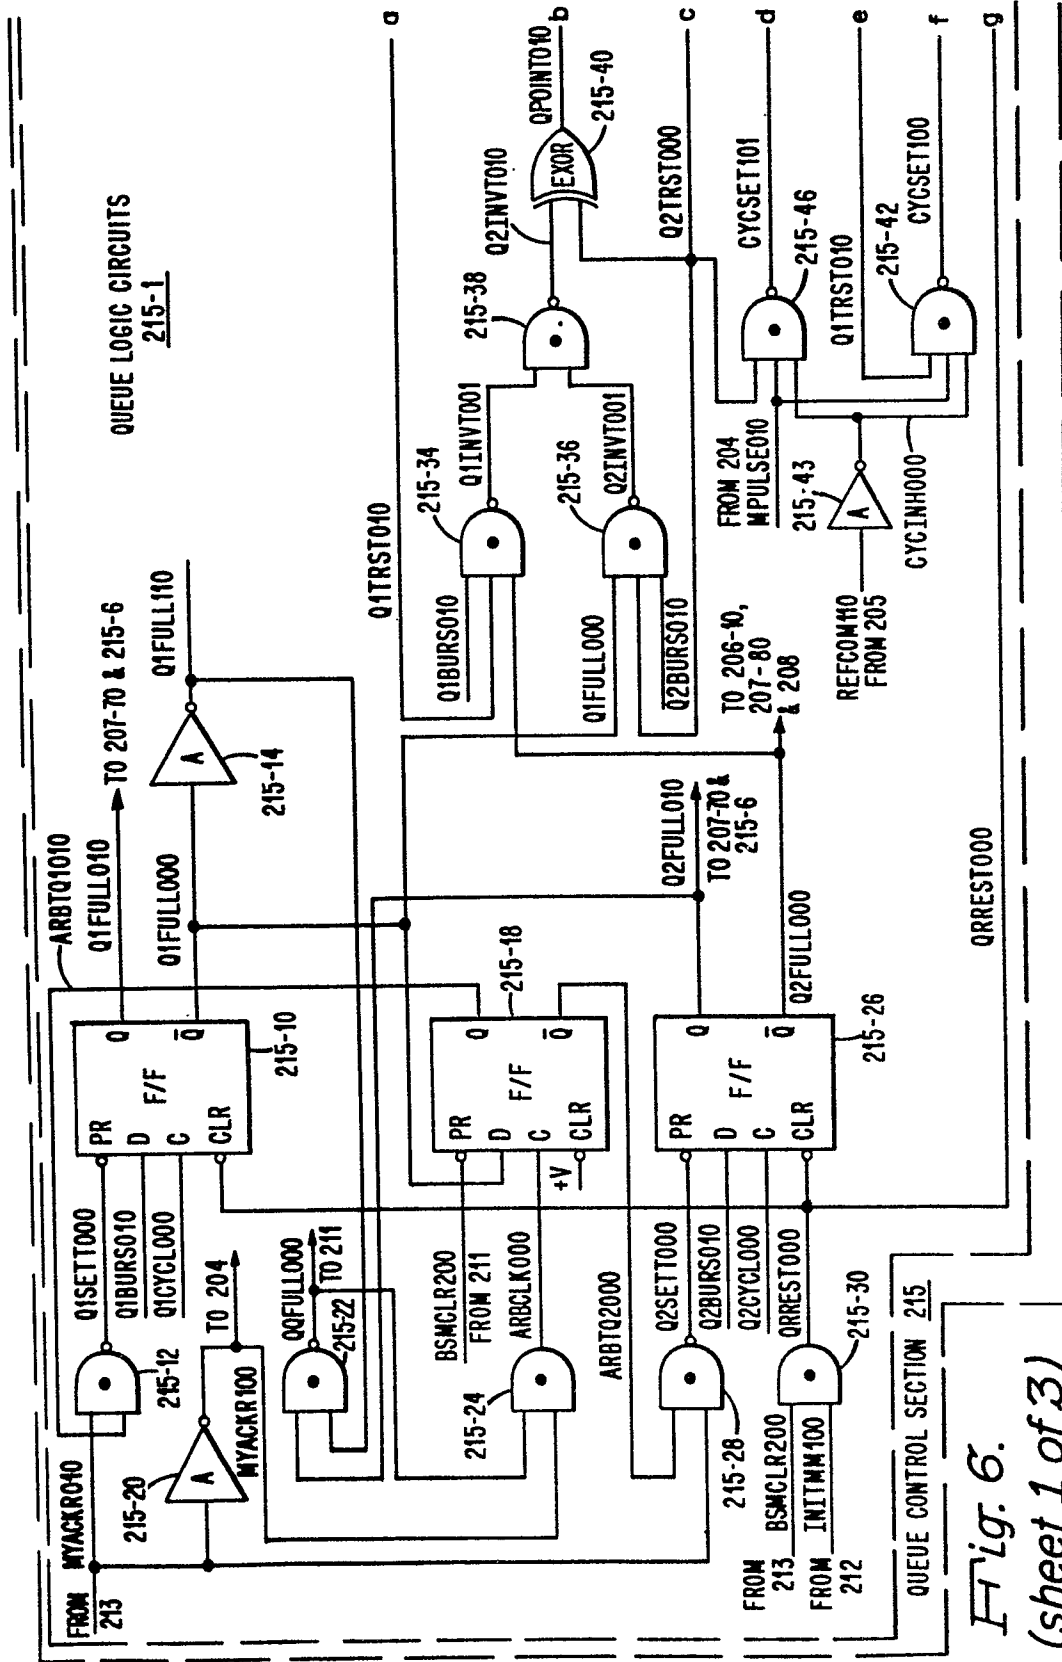 QUEUE LOGIC CIRCUITS
215-1
ARBTQ1010
Q1FULL010
TO 207-70 & 215-6
Q1FULL000
Q1FULL110
A
215-14
FROM
213
MYACKR010
215-12
Q1SETT000
Q1BURS010
Q1CYCL000
PR
D
C
CLR
F/F
Q
Q̄
215-10
215-20
A
TO 204
MYACKR100
QQFULL000
TO 211
215-22
BSMCLR200
FROM 211
ARBCLK000
215-24
+V
PR
D
C
CLR
F/F
Q
Q̄
215-18
ARBTQ2000
Q2SETT000
Q2BURS010
Q2CYCL000
QRREST000
215-28
215-30
FROM
213
BSMCLR200
FROM
212
INITMM100
PR
D
C
CLR
F/F
Q
Q̄
215-26
Q2FULL010
TO 207-70 &
215-6
Q2FULL000
TO 206-10,
207-80
& 208
Q1TRST010
a
Q1BURS010
215-34
Q1INVT001
Q1FULL000
Q2BURS010
215-36
Q2INVT001
215-38
Q2INVT010
EXOR
QPOINT010
b
215-40
Q2TRST000
c
FROM 204
MPULSE010
CYCSET101
d
215-46
REFCOM110
FROM 205
A
215-43
CYCINH000
Q1TRST010
e
215-42
CYCSET100
f
QRREST000
g
QUEUE CONTROL SECTION 215
Fig. 6.
(sheet 1 of 3)